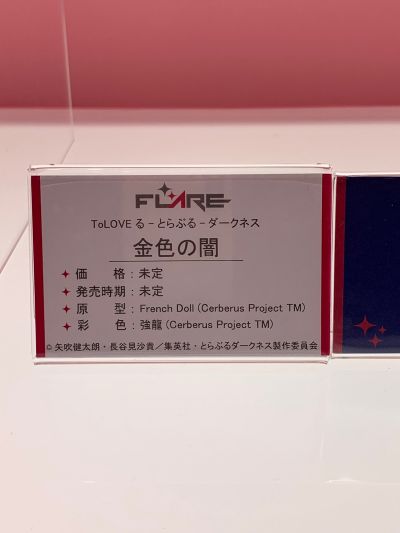 FLARE
ToLOVEる-とらぶる-ダークネス
金色の闇
価　格：未定
発売時期：未定
原　型：French Doll (Cerberus Project TM)
彩　色：強龍 (Cerberus Project TM)
© 矢吹健太朗・長谷見沙貴／集英社・とらぶるダークネス製作委員会